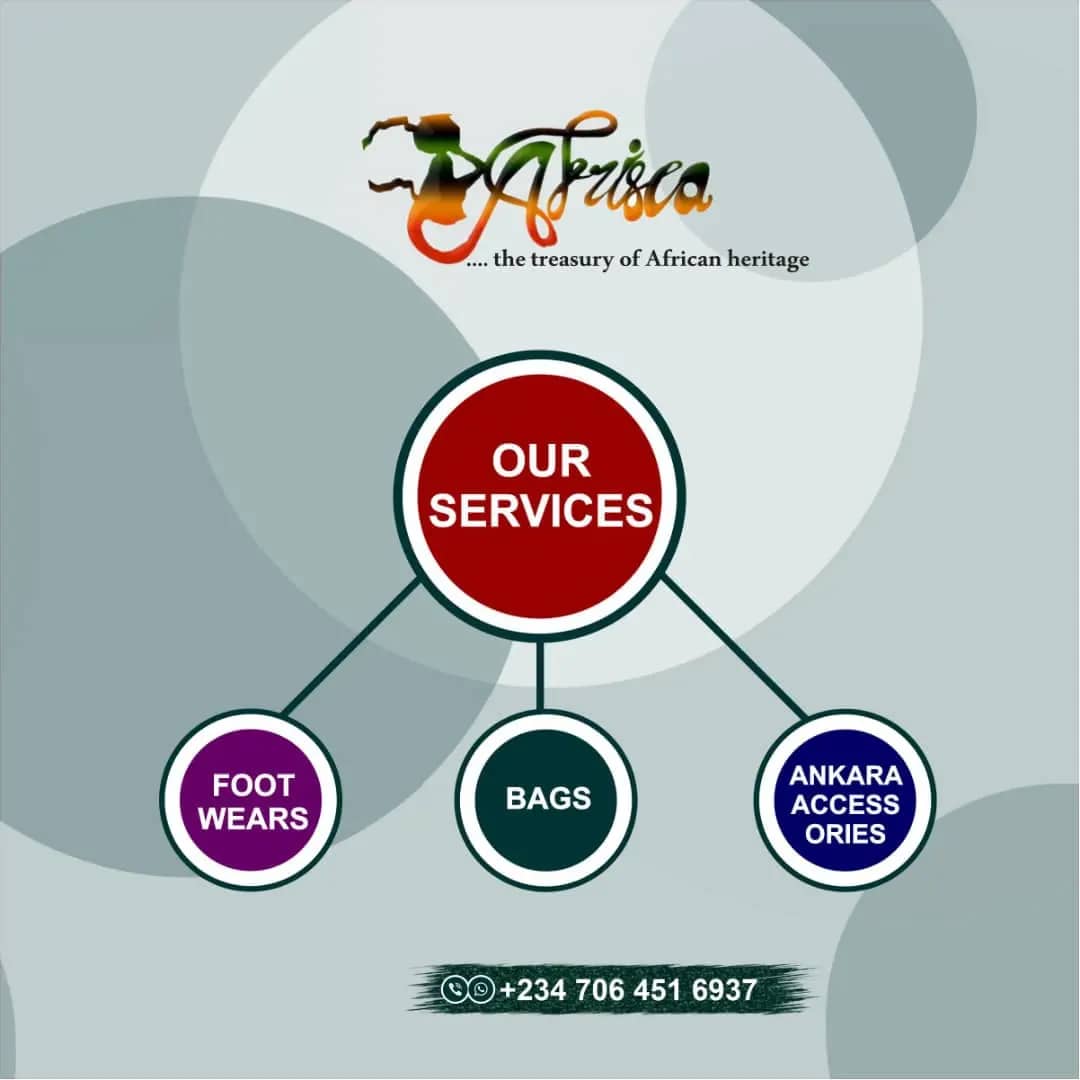 Afrisca
.... the treasury of African heritage
OUR
SERVICES
FOOT
WEARS
BAGS
ANKARA
ACCESS
ORIES
+234 706 451 6937